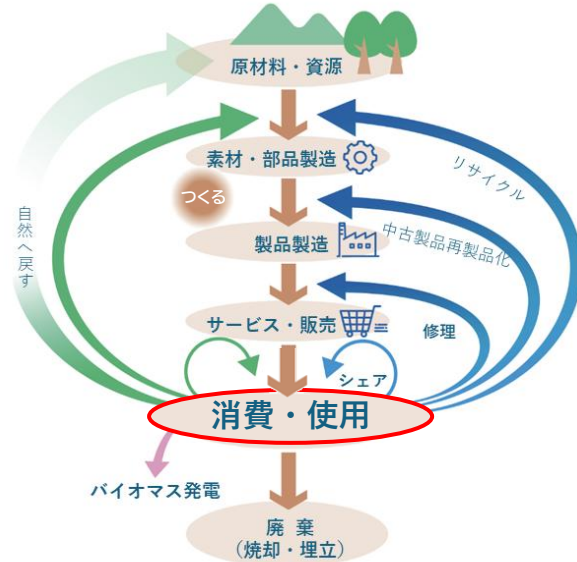 原材料・資源
素材・部品製造
つくる
リサイクル
自然へ戻す
製品製造
中古製品再製品化
サービス・販売
修理
シェア
消費・使用
バイオマス発電
廃 棄
（焼却・埋立）